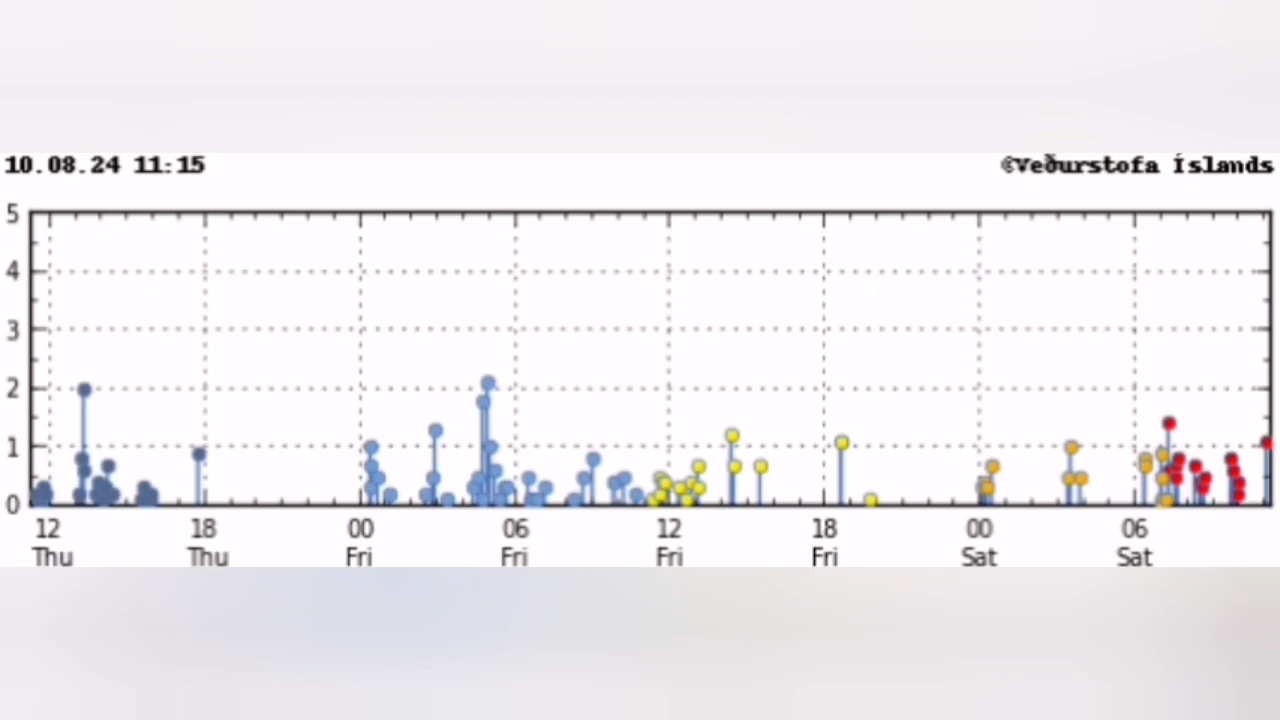 10.08.24 11:15 ©Veðurstofa Íslands
5
4
3
2
1
0
12 18 00 06 12 18 00 06
Thu Thu Fri Fri Fri Fri Sat Sat